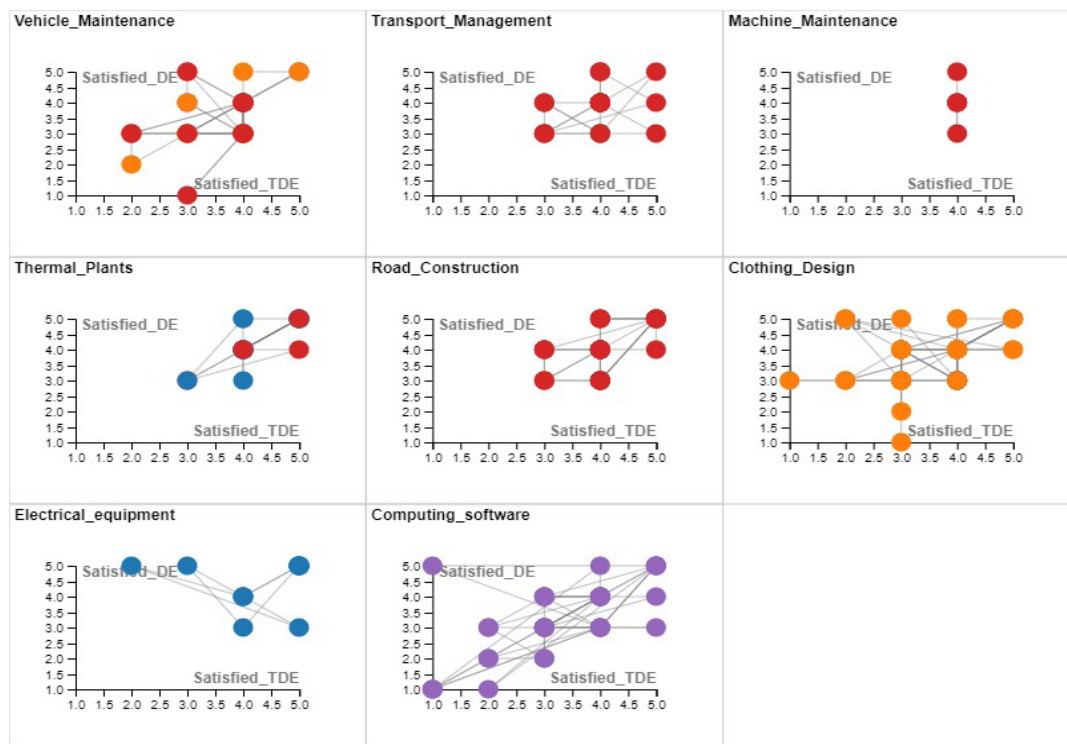 Vehicle_Maintenance
Transport_Management
Machine_Maintenance
5.0 Satisfied_DE
4.5
4.0
3.5
3.0
2.5
2.0
1.5 Satisfied_TDE
1.0
1.0 1.5 2.0 2.5 3.0 3.5 4.0 4.5 5.0
5.0 Satisfied_DE
4.5
4.0
3.5
3.0
2.5
2.0
1.5 Satisfied_TDE
1.0
1.0 1.5 2.0 2.5 3.0 3.5 4.0 4.5 5.0
5.0 Satisfied_DE
4.5
4.0
3.5
3.0
2.5
2.0
1.5 Satisfied_TDE
1.0
1.0 1.5 2.0 2.5 3.0 3.5 4.0 4.5 5.0
Thermal_Plants
Road_Construction
Clothing_Design
5.0 Satisfied_DE
4.5
4.0
3.5
3.0
2.5
2.0
1.5 Satisfied_TDE
1.0
1.0 1.5 2.0 2.5 3.0 3.5 4.0 4.5 5.0
5.0 Satisfied_DE
4.5
4.0
3.5
3.0
2.5
2.0
1.5 Satisfied_TDE
1.0
1.0 1.5 2.0 2.5 3.0 3.5 4.0 4.5 5.0
5.0 Satisfied_DE
4.5
4.0
3.5
3.0
2.5
2.0
1.5 Satisfied_TDE
1.0
1.0 1.5 2.0 2.5 3.0 3.5 4.0 4.5 5.0
Electrical_equipment
Computing_software
5.0 Satisfied_DE
4.5
4.0
3.5
3.0
2.5
2.0
1.5 Satisfied_TDE
1.0
1.0 1.5 2.0 2.5 3.0 3.5 4.0 4.5 5.0
5.0 Satisfied_DE
4.5
4.0
3.5
3.0
2.5
2.0
1.5 Satisfied_TDE
1.0
1.0 1.5 2.0 2.5 3.0 3.5 4.0 4.5 5.0